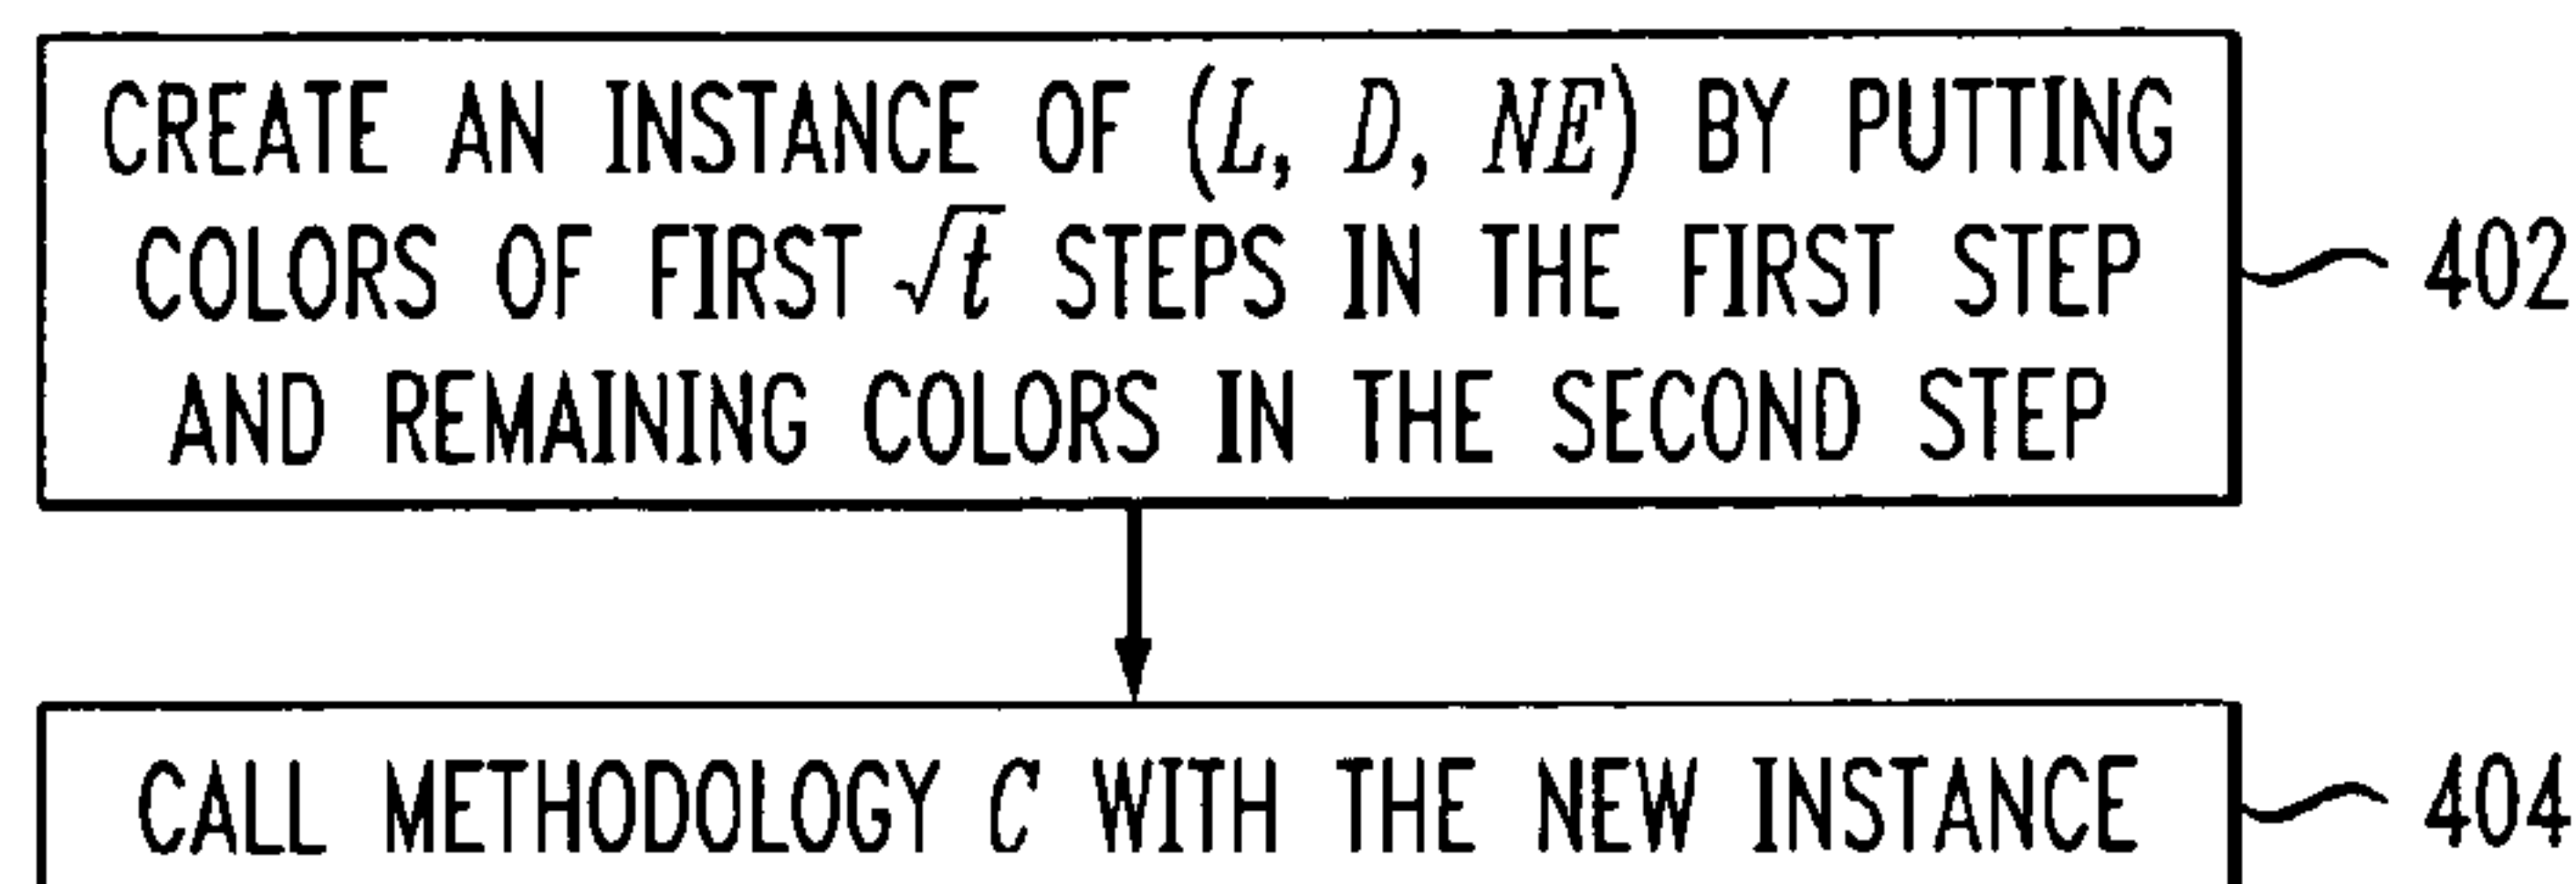 CREATE AN INSTANCE OF (L, D, NE) BY PUTTING
COLORS OF FIRST √t STEPS IN THE FIRST STEP
AND REMAINING COLORS IN THE SECOND STEP
402
CALL METHODOLOGY C WITH THE NEW INSTANCE
404